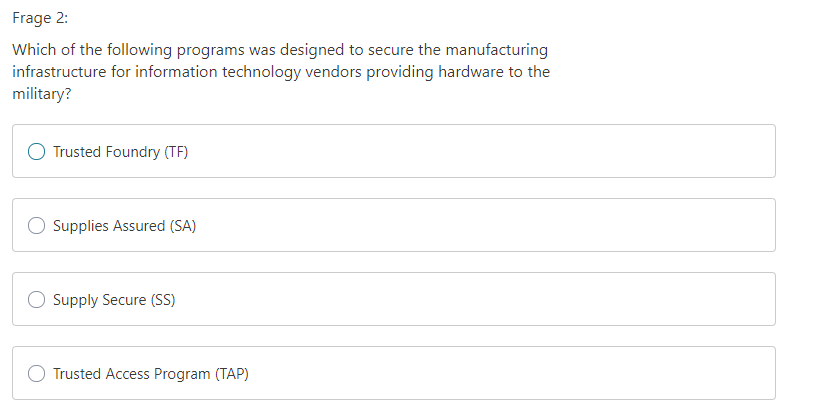 Frage 2:
Which of the following programs was designed to secure the manufacturing
infrastructure for information technology vendors providing hardware to the
military?
Trusted Foundry (TF)
Supplies Assured (SA)
Supply Secure (SS)
Trusted Access Program (TAP)